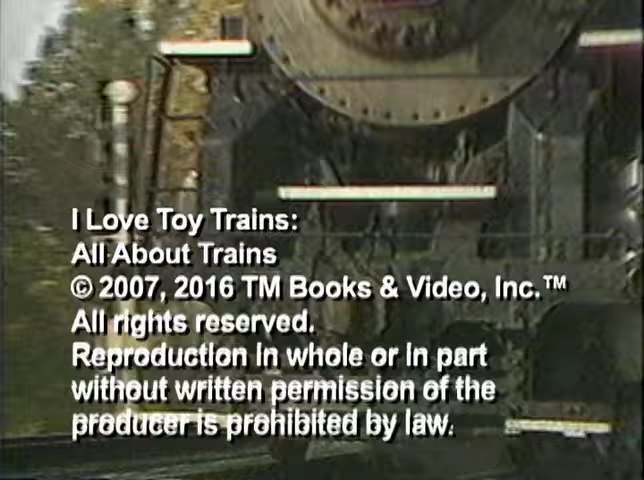 I Love Toy Trains:
All About Trains
© 2007, 2016 TM Books & Video, Inc.™
All rights reserved.
Reproduction in whole or in part
without written permission of the
producer is prohibited by law.